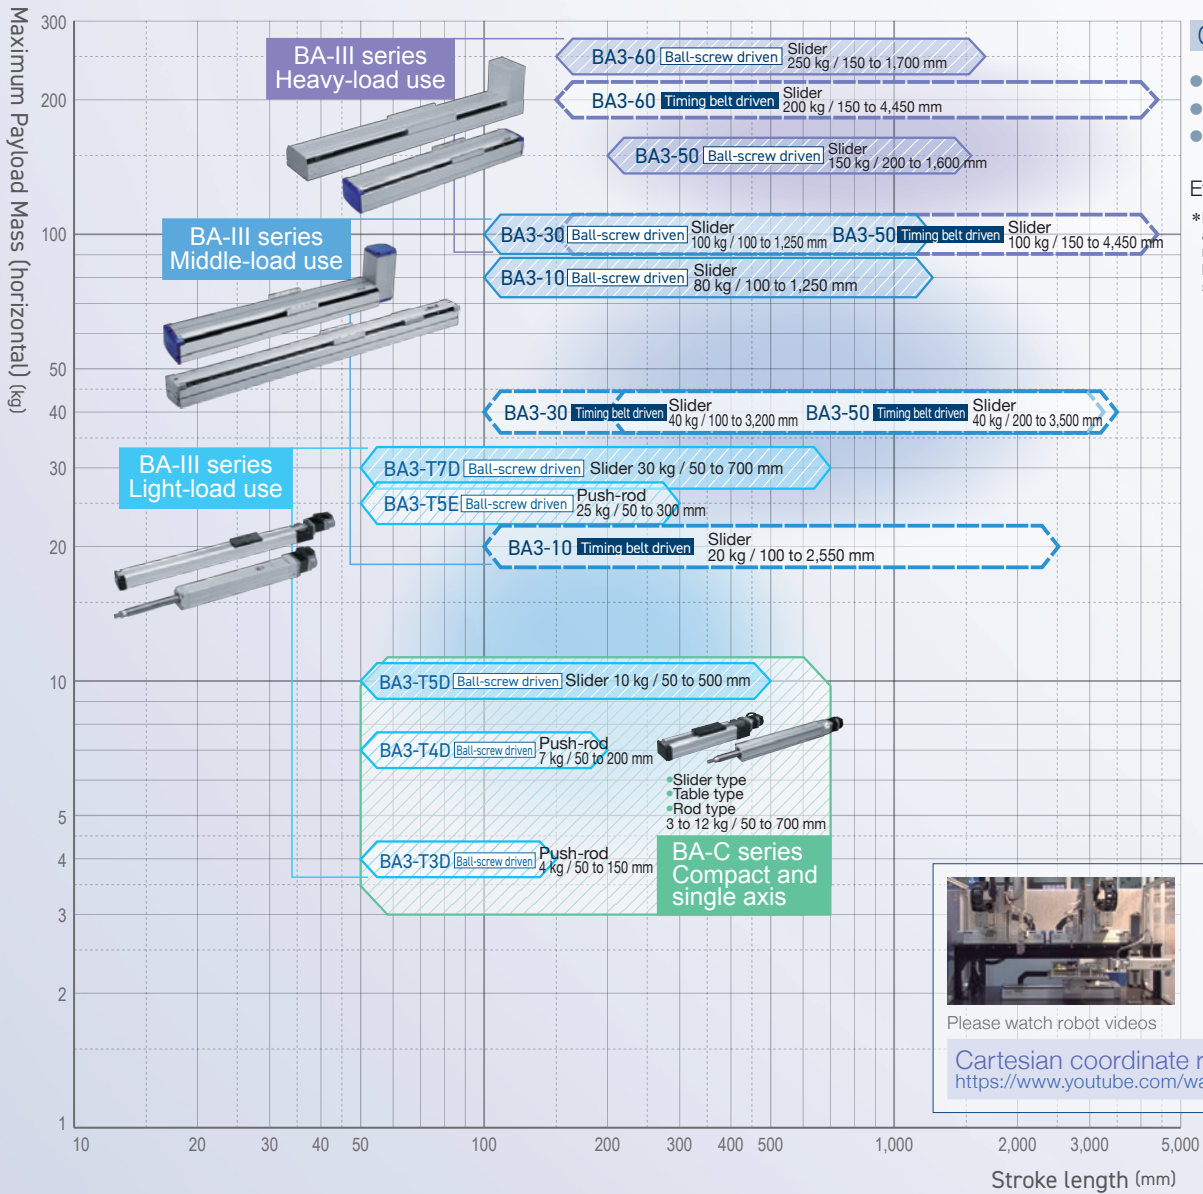 Maximum Payload Mass (horizontal) (kg)
300
200
100
50
40
30
20
10
5
4
3
2
1
BA-III series
Heavy-load use
BA3-60 Ball-screw driven Slider
250 kg / 150 to 1,700 mm
BA3-60 Timing belt driven Slider
200 kg / 150 to 4,450 mm
BA3-50 Ball-screw driven Slider
150 kg / 200 to 1,600 mm
BA-III series
Middle-load use
BA3-30 Ball-screw driven Slider
100 kg / 100 to 1,250 mm
BA3-50 Timing belt driven Slider
100 kg / 150 to 4,450 mm
BA3-10 Ball-screw driven Slider
80 kg / 100 to 1,250 mm
BA3-30 Timing belt driven Slider
40 kg / 100 to 3,200 mm
BA3-50 Timing belt driven Slider
40 kg / 200 to 3,500 mm
BA-III series
Light-load use
BA3-T7D Ball-screw driven Slider 30 kg / 50 to 700 mm
BA3-T5E Ball-screw driven Push-rod
25 kg / 50 to 300 mm
BA3-10 Timing belt driven Slider
20 kg / 100 to 2,550 mm
BA3-T5D Ball-screw driven Slider 10 kg / 50 to 500 mm
BA3-T4D Ball-screw driven Push-rod
7 kg / 50 to 200 mm
•Slider type
•Table type
•Rod type
3 to 12 kg / 50 to 700 mm
BA3-T3D Ball-screw driven Push-rod
4 kg / 50 to 150 mm
BA-C series
Compact and
single axis
Please watch robot videos
Cartesian coordinate
https://www.youtube.com/wa
10 20 30 40 50 100 200 300 400 500 1,000 2,000 3,000 5,000
Stroke length (mm)